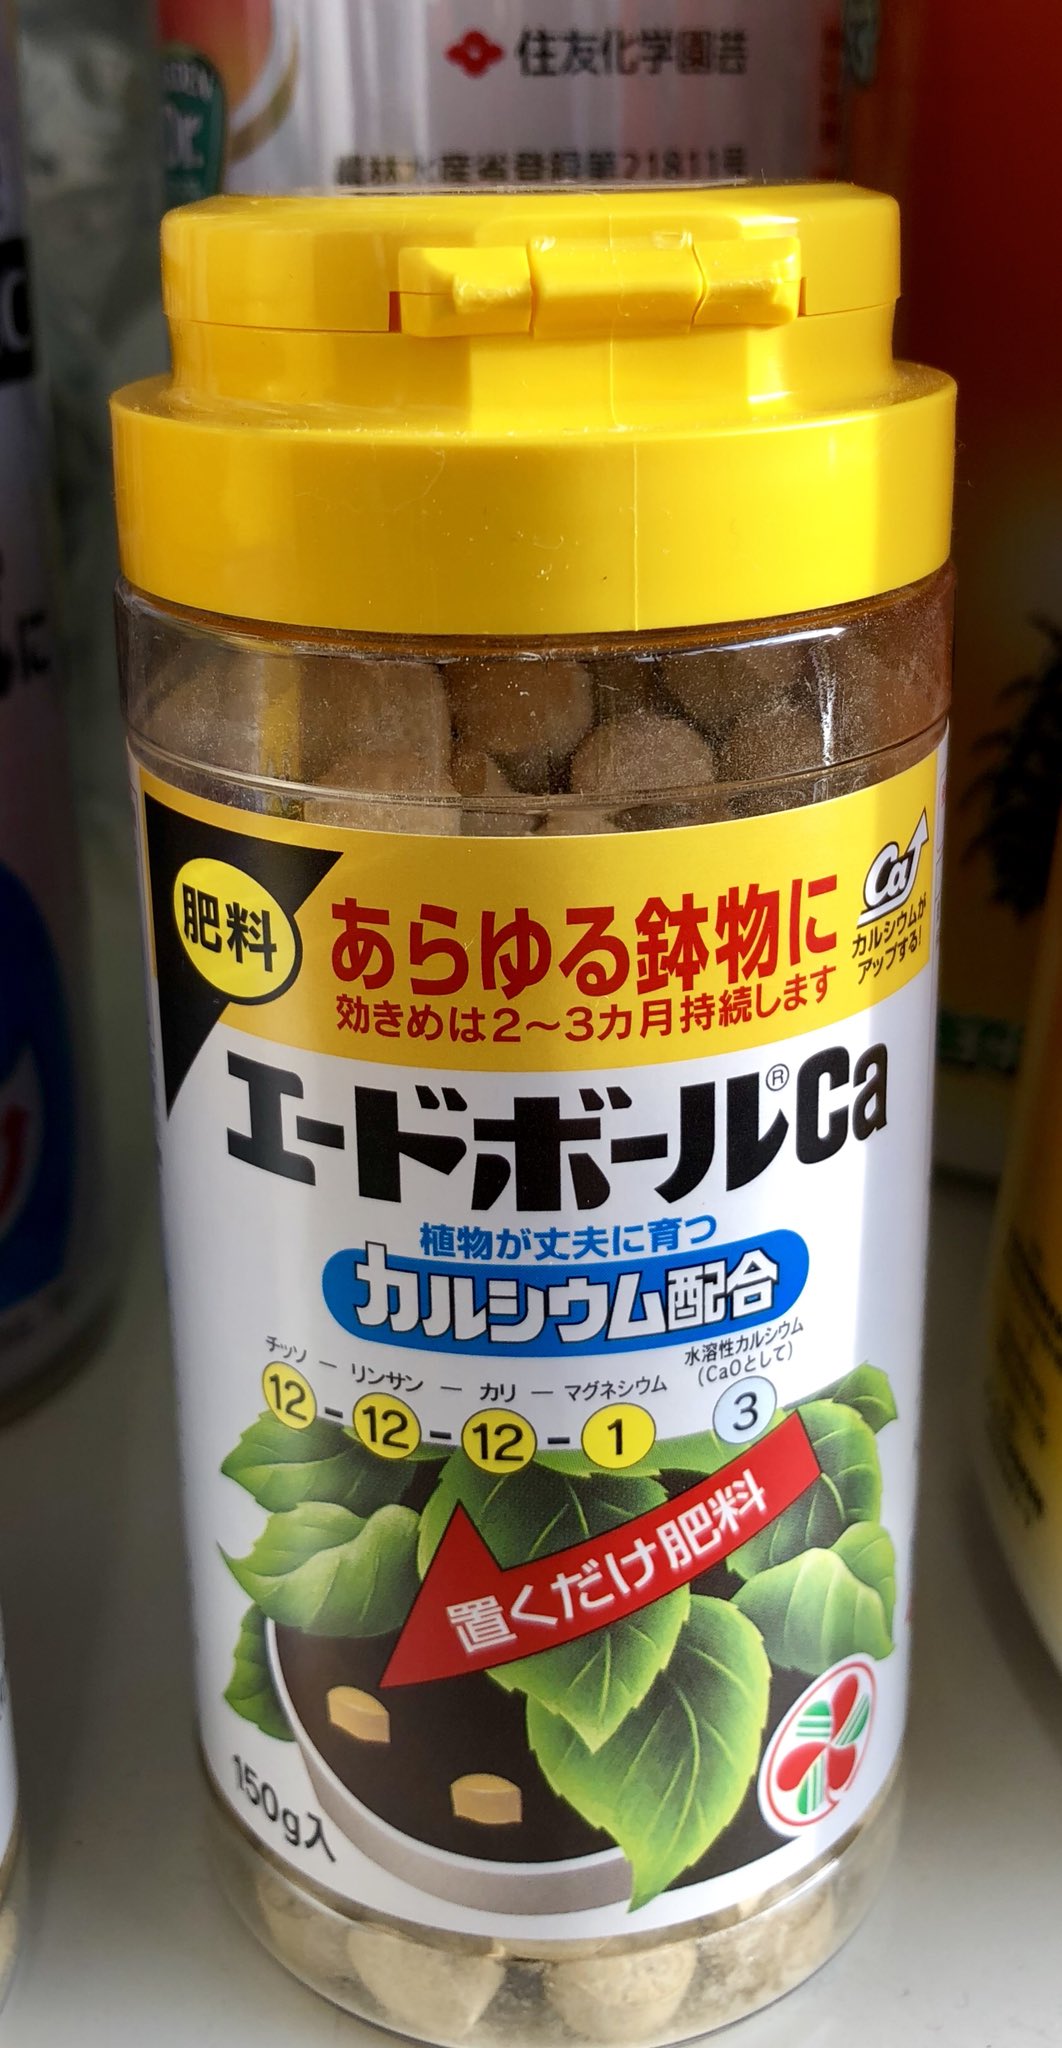 住友化学園芸
農林水産省登録第21811号
肥料
あらゆる鉢物に
効きめは2～3カ月持続します
Ca
カルシウムが
アップする!
エードボール®Ca
植物が丈夫に育つ
カルシウム配合
チッソ — リンサン — カリ — マグネシウム
水溶性カルシウム
(CaOとして)
12-12-12-1 3
置くだけ肥料
150g入